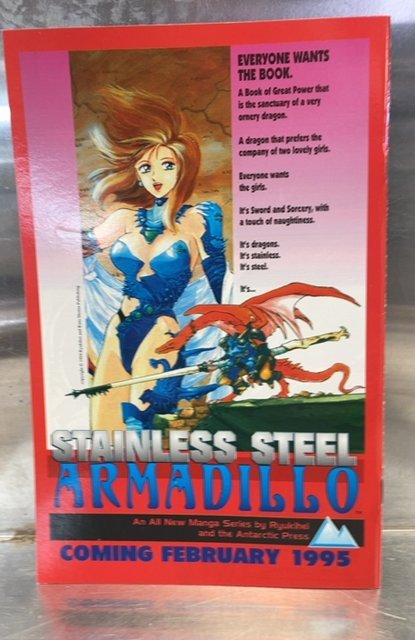 EVERYONE WANTS
THE BOOK.
A Book of Great Power that
is the sanctuary of a very
ornery dragon.
A dragon that prefers the
company of two lovely girls.
Everyone wants
the girls.
It's Sword and Sorcery, with
a touch of naughtiness.
It's dragons.
It's stainless.
It's steel.
It's...
STAINLESS STEEL
ARMADILLO
An All New Manga Series by Ryukihei
and the Antarctic Press
COMING FEBRUARY 1995